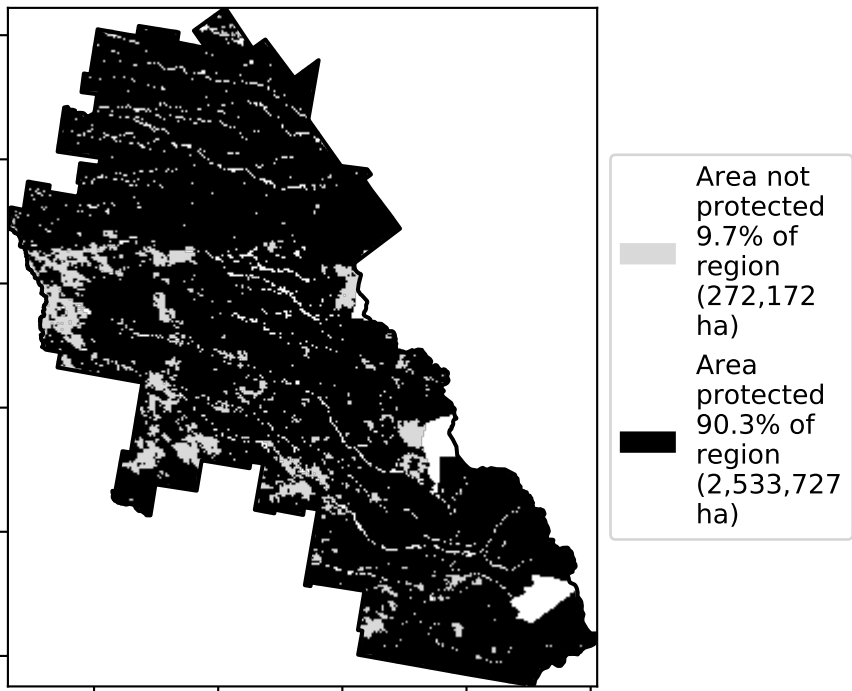 Area not
protected
9.7% of
region
(272,172
ha)
Area
protected
90.3% of
region
(2,533,727
ha)